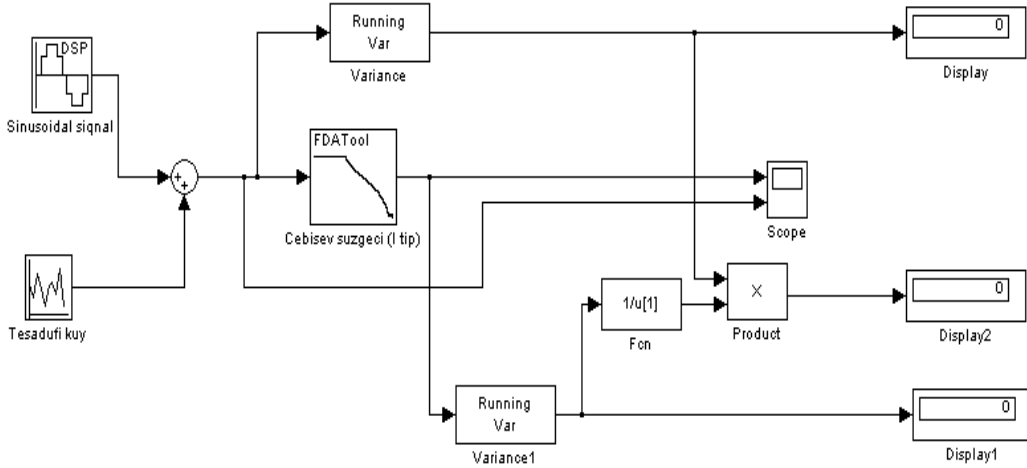 Running
Var
Variance
0
Display
DSP
Sinusoidal siqnal
+
+
FDATool
Cebisev suzgeci (I tip)
Scope
Tesadufi kuy
1/u[1]
Fcn
X
Product
0
Display2
Running
Var
Variance1
0
Display1